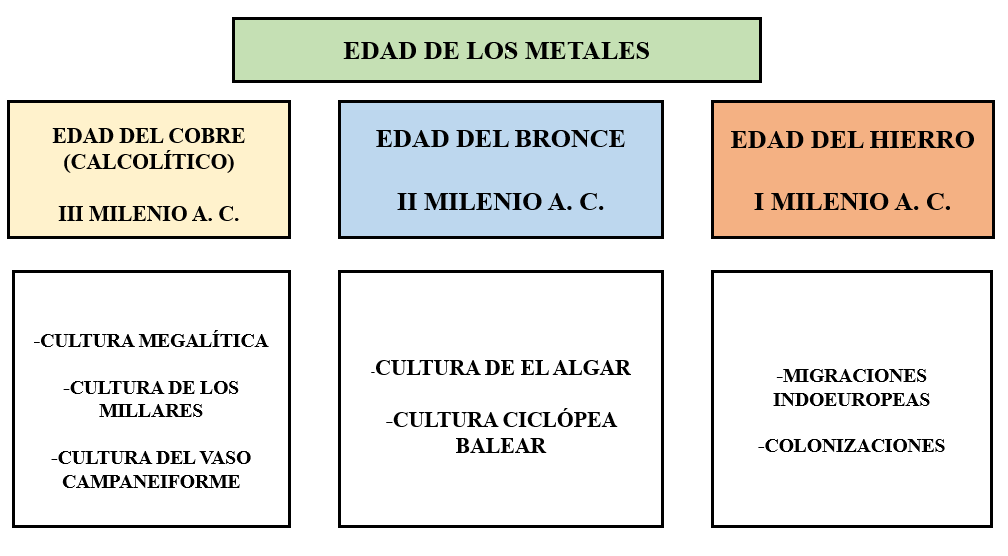 EDAD DE LOS METALES
EDAD DEL COBRE
(CALCOLÍTICO)
III MILENIO A. C.
EDAD DEL BRONCE
II MILENIO A. C.
EDAD DEL HIERRO
I MILENIO A. C.
-CULTURA MEGALÍTICA
-CULTURA DE LOS
MILLARES
-CULTURA DEL VASO
CAMPANEIFORME
-CULTURA DE EL ALGAR
-CULTURA CICLÓPEA
BALEAR
-MIGRACIONES
INDOEUROPEAS
-COLONIZACIONES